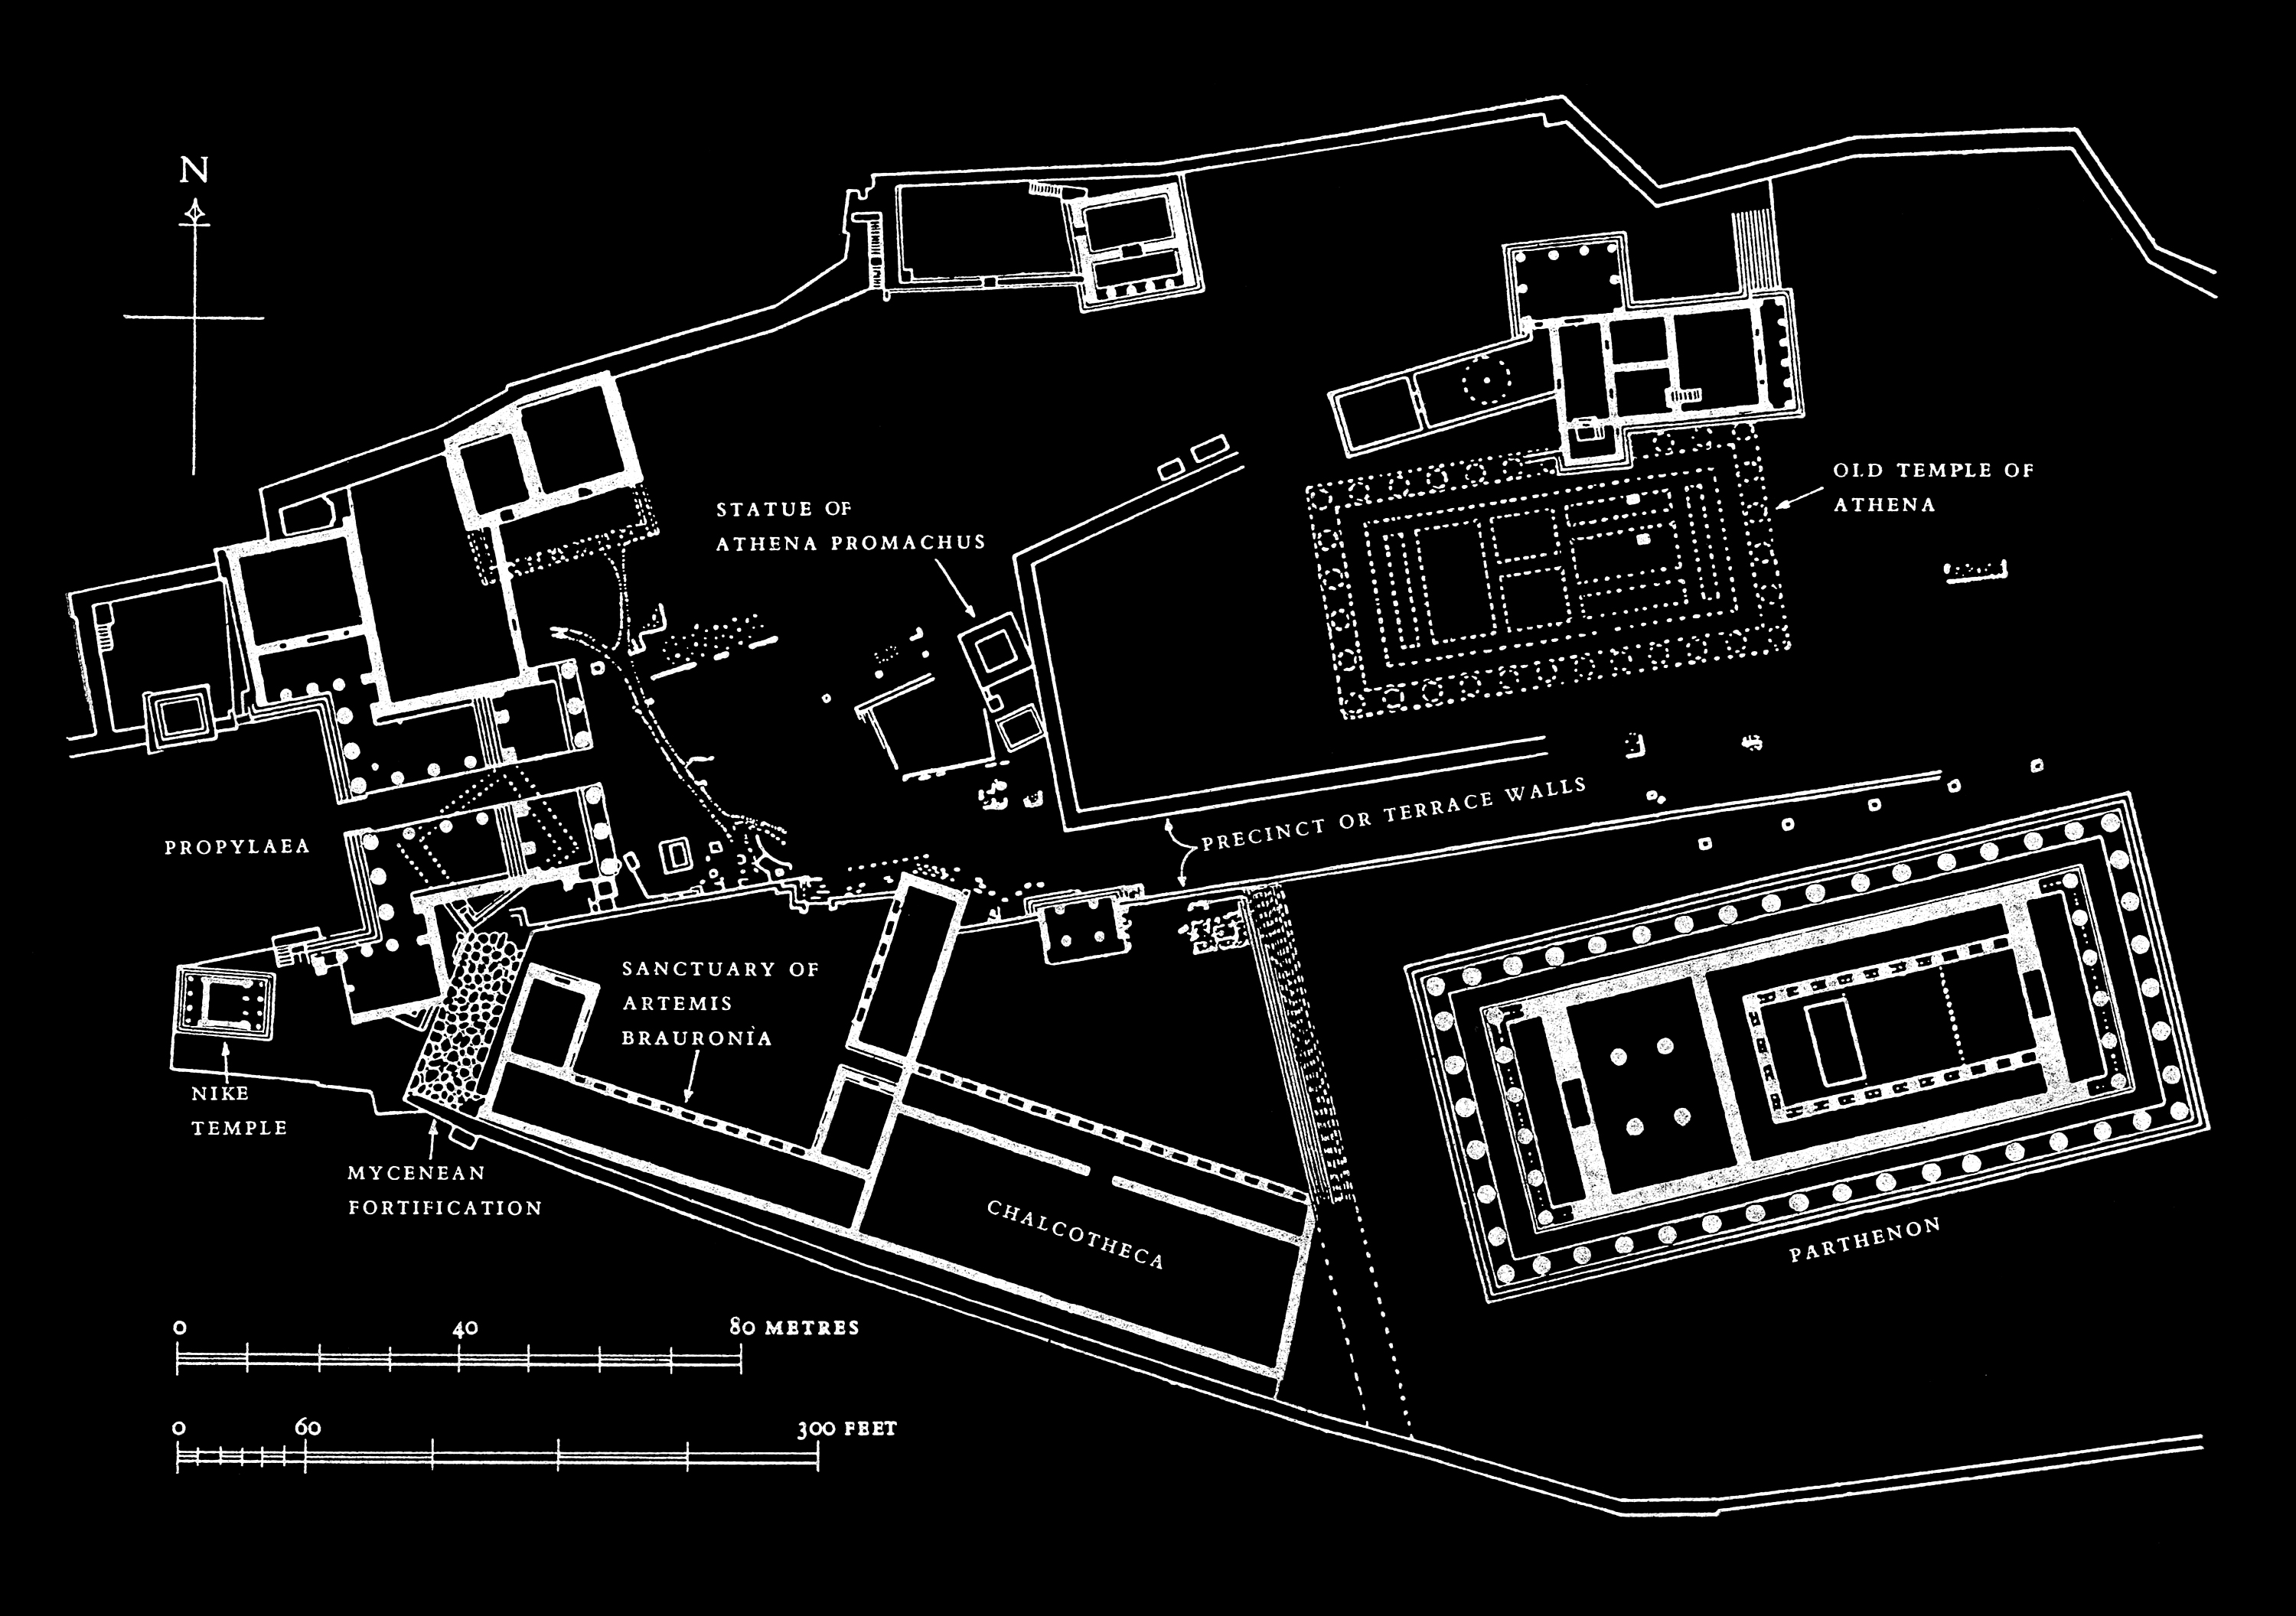 N
STATUE OF
ATHENA PROMACHUS
OLD TEMPLE OF
ATHENA
PRECINCT OR TERRACE WALLS
PROPYLAEA
SANCTUARY OF
ARTEMIS
BRAURONIA
NIKE
TEMPLE
MYCENEAN
FORTIFICATION
CHALCOTHECA
PARTHENON
0 40 80 METRES
0 60 300 FEET